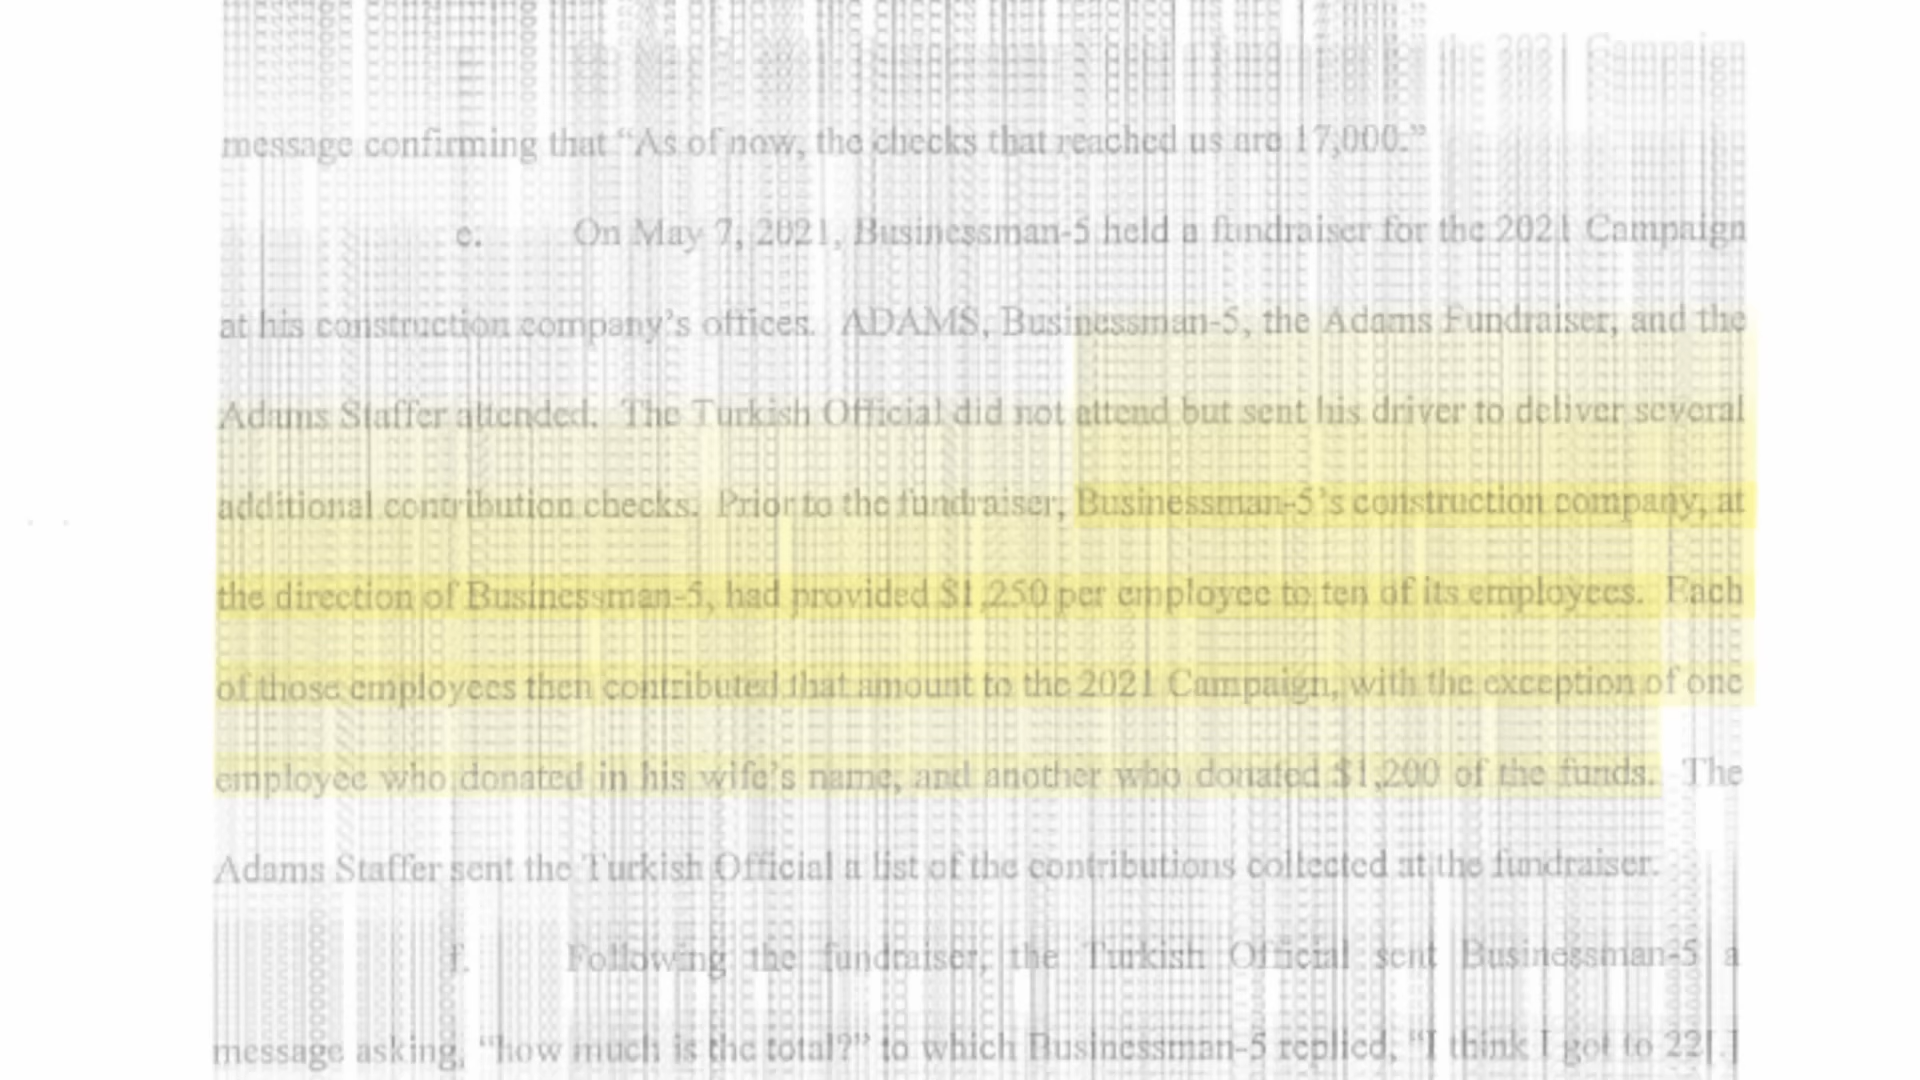 message confirming that “As of now, the checks that reached us are 17,000.”
e. On May 7, 2021, Businessman-5 held a fundraiser for the 2021 Campaign
at his construction company’s offices. ADAMS, Businessman-5, the Adams Fundraiser, and the
Adams Staffer attended. The Turkish Official did not attend but sent his driver to deliver several
additional contribution checks. Prior to the fundraiser, Businessman-5’s construction company, at
the direction of Businessman-5, had provided $1,250 per employee to ten of its employees. Each
of those employees then contributed that amount to the 2021 Campaign, with the exception of one
employee who donated in his wife’s name, and another who donated $1,200 of the funds. The
Adams Staffer sent the Turkish Official a list of the contributions collected at the fundraiser.
f. Following the fundraiser, the Turkish Official sent Businessman-5 a
message asking, “how much is the total?” to which Businessman-5 replied, “I think I got to 22[.]